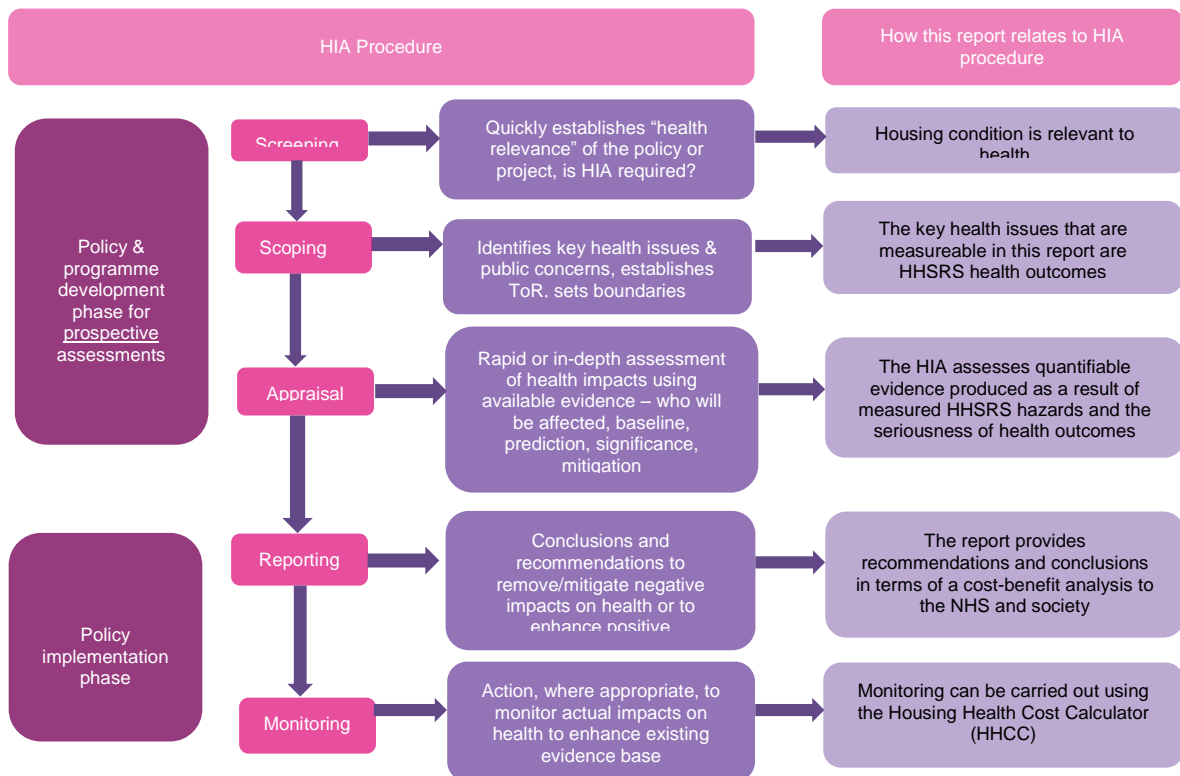 HIA Procedure
How this report relates to HIA
procedure
Policy &
programme
development
phase for
prospective
assessments
Screening
Quickly establishes “health
relevance” of the policy or
project, is HIA required?
Housing condition is relevant to
health
Scoping
Identifies key health issues &
public concerns, establishes
ToR, sets boundaries
The key health issues that are
measureable in this report are
HHSRS health outcomes
Appraisal
Rapid or in-depth assessment
of health impacts using
available evidence – who will
be affected, baseline,
prediction, significance,
mitigation
The HIA assesses quantifiable
evidence produced as a result of
measured HHSRS hazards and the
seriousness of health outcomes
Policy
implementation
phase
Reporting
Conclusions and
recommendations to
remove/mitigate negative
impacts on health or to
enhance positive
The report provides
recommendations and conclusions
in terms of a cost-benefit analysis to
the NHS and society
Monitoring
Action, where appropriate, to
monitor actual impacts on
health to enhance existing
evidence base
Monitoring can be carried out using
the Housing Health Cost Calculator
(HHCC)